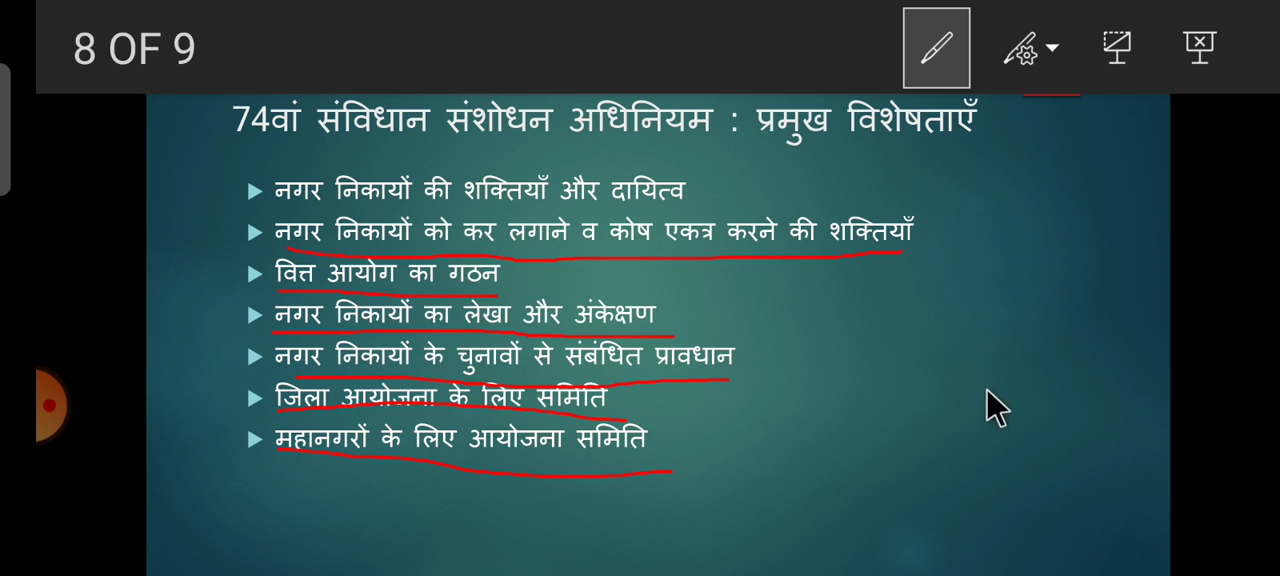 8 OF 9
74वां संविधान संशोधन अधिनियम : प्रमुख विशेषताएँ
नगर निकायों की शक्तियाँ और दायित्व
नगर निकायों को कर लगाने व कोष एकत्र करने की शक्तियाँ
वित्त आयोग का गठन
नगर निकायों का लेखा और अंकेक्षण
नगर निकायों के चुनावों से संबंधित प्रावधान
जिला आयोजना के लिए समिति
महानगरों के लिए आयोजना समिति